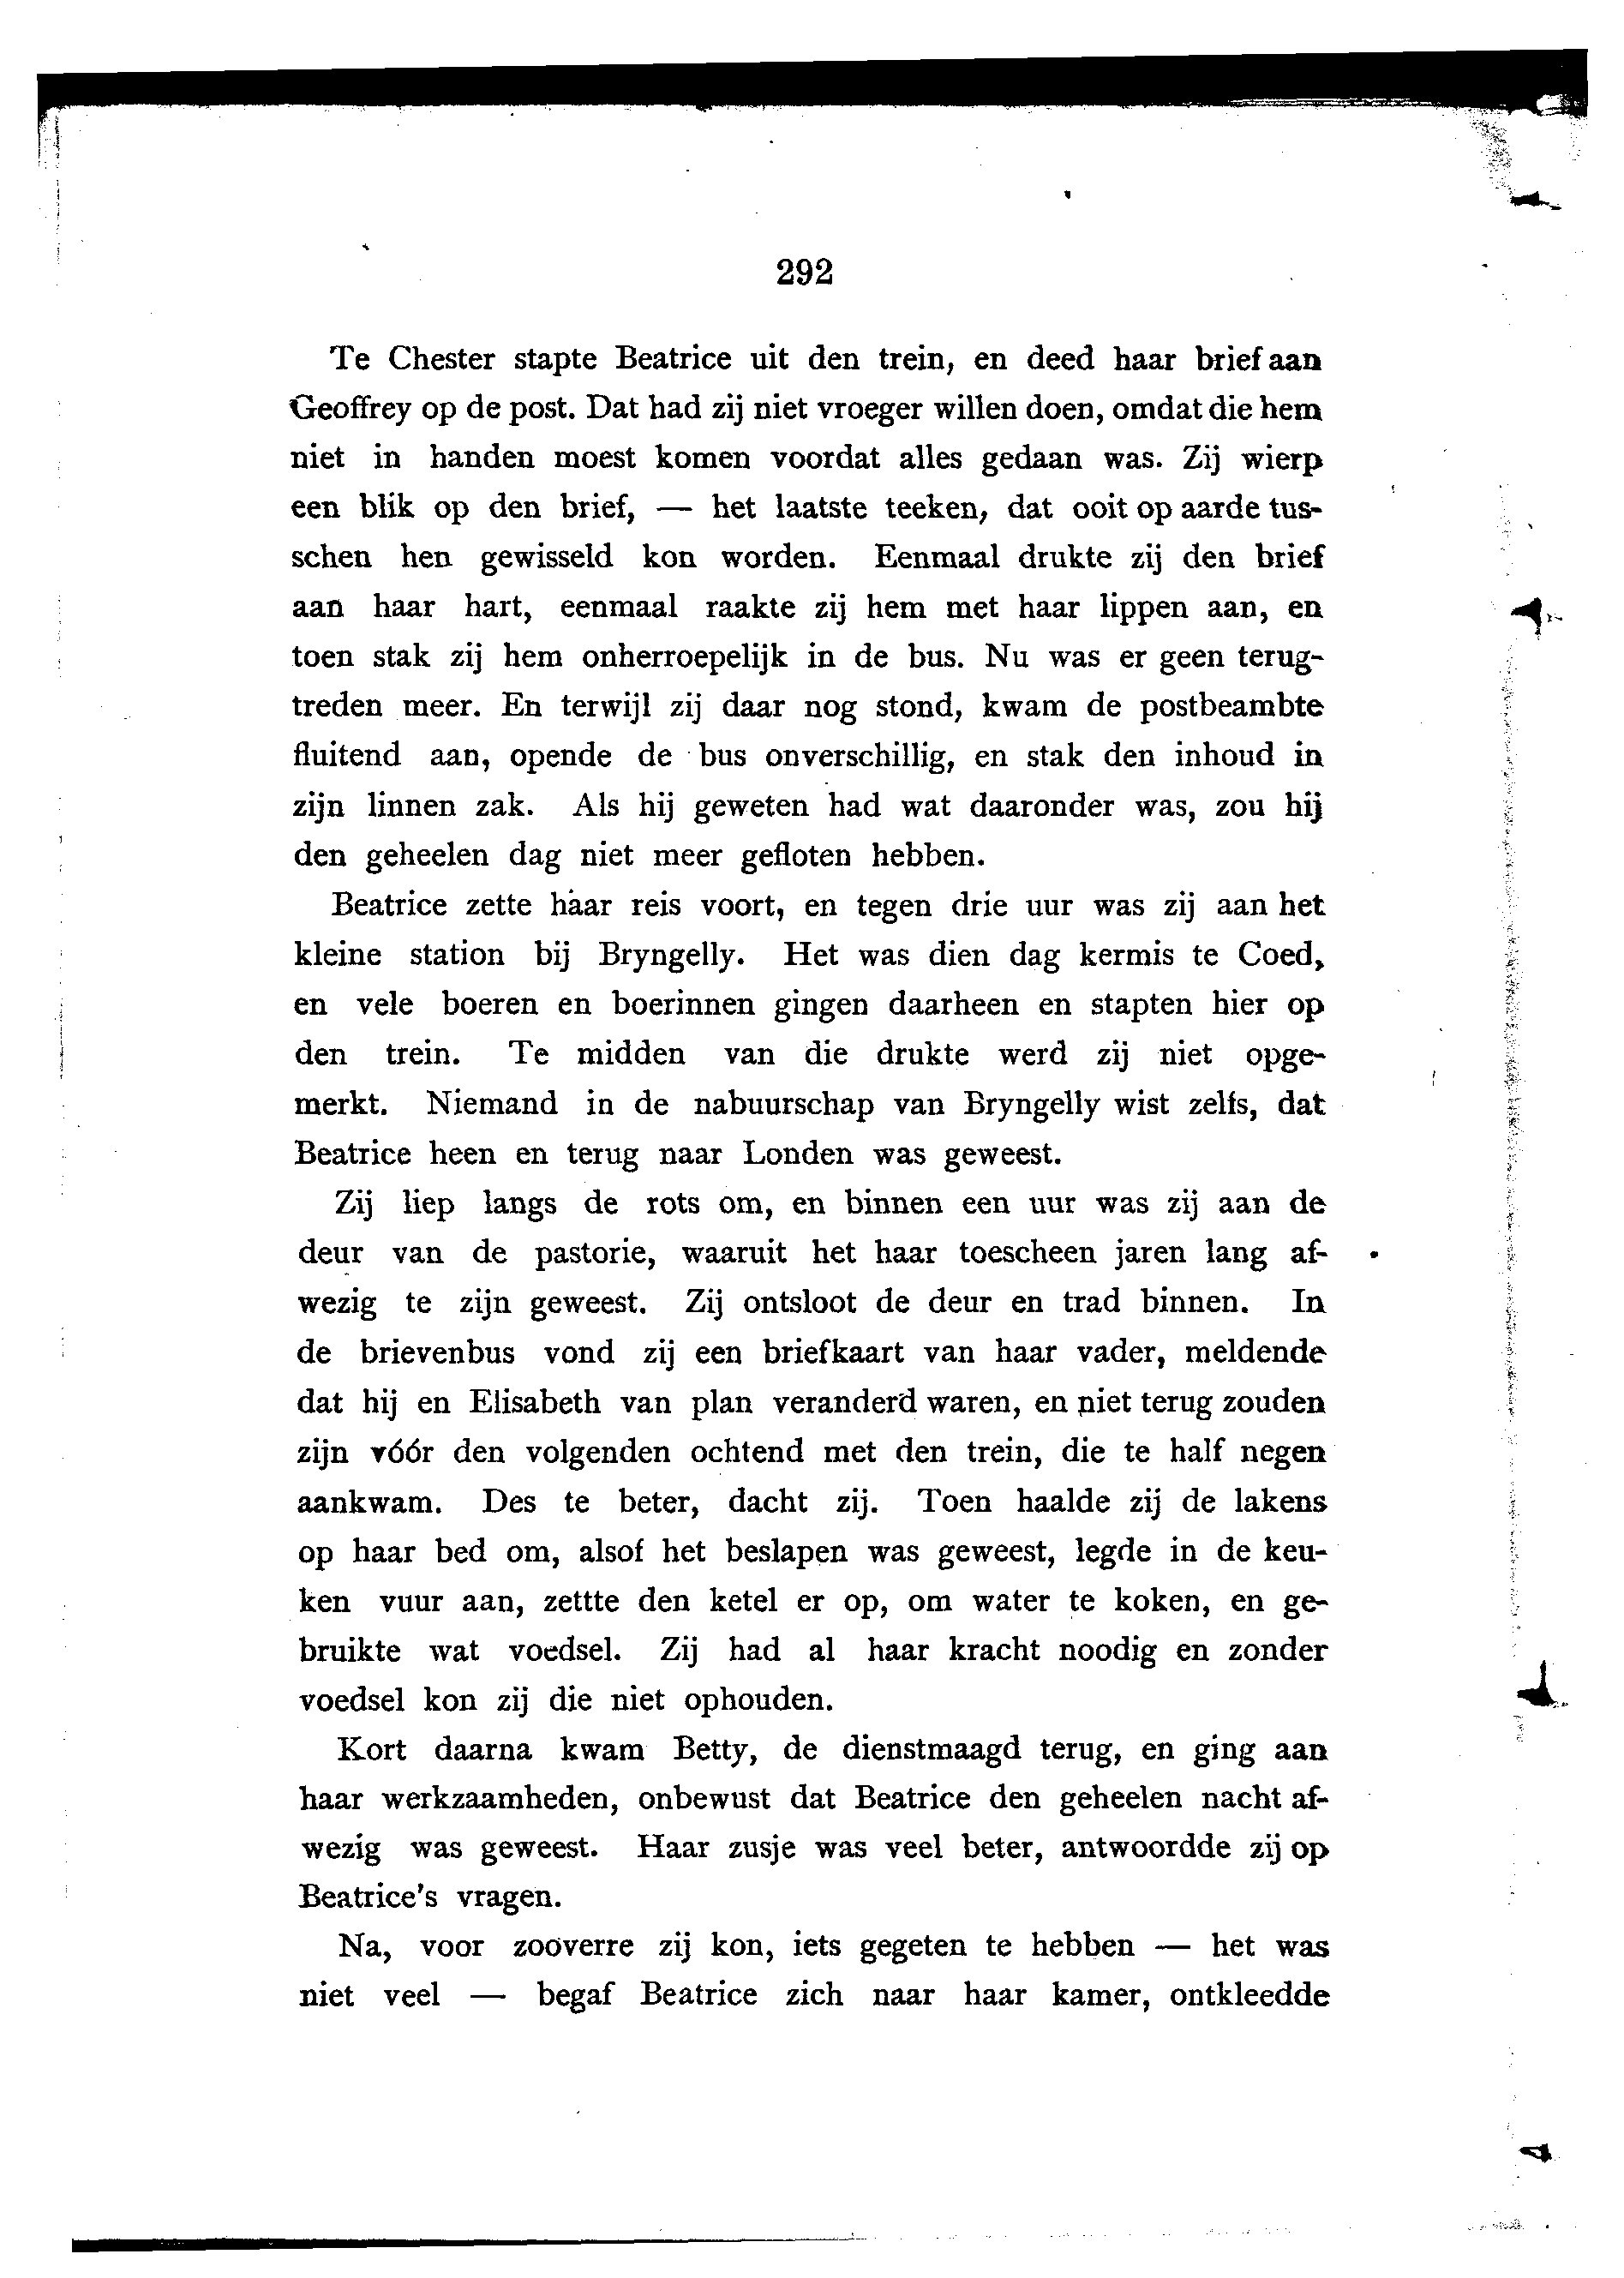 292
Te Chester stapte Beatrice uit den trein, en deed haar brief aan
Geoffrey op de post. Dat had zij niet vroeger willen doen, omdat die hem
niet in handen moest komen voordat alles gedaan was. Zij wierp
een blik op den brief, — het laatste teeken, dat ooit op aarde tus-
schen hen gewisseld kon worden. Eenmaal drukte zij den brief
aan haar hart, eenmaal raakte zij hem met haar lippen aan, en
toen stak zij hem onherroepelijk in de bus. Nu was er geen terug-
treden meer. En terwijl zij daar nog stond, kwam de postbeambte
fluitend aan, opende de bus onverschillig, en stak den inhoud in
zijn linnen zak. Als hij geweten had wat daaronder was, zou hij
den geheelen dag niet meer gefloten hebben.
Beatrice zette haar reis voort, en tegen drie uur was zij aan het
kleine station bij Bryngelly. Het was dien dag kermis te Coed,
en vele boeren en boerinnen gingen daarheen en stapten hier op
den trein. Te midden van die drukte werd zij niet opge-
merkt. Niemand in de nabuurschap van Bryngelly wist zelfs, dat
Beatrice heen en terug naar Londen was geweest.
Zij liep langs de rots om, en binnen een uur was zij aan de
deur van de pastorie, waaruit het haar toescheen jaren lang af-
wezig te zijn geweest. Zij ontsloot de deur en trad binnen. In
de brievenbus vond zij een briefkaart van haar vader, meldende
dat hij en Elisabeth van plan veranderd waren, en niet terug zouden
zijn vóór den volgenden ochtend met den trein, die te half negen
aankwam. Des te beter, dacht zij. Toen haalde zij de lakens
op haar bed om, alsof het beslapen was geweest, legde in de keu-
ken vuur aan, zettte den ketel er op, om water te koken, en ge-
bruikte wat voedsel. Zij had al haar kracht noodig en zonder
voedsel kon zij die niet ophouden.
Kort daarna kwam Betty, de dienstmaagd terug, en ging aan
haar werkzaamheden, onbewust dat Beatrice den geheelen nacht af-
wezig was geweest. Haar zusje was veel beter, antwoordde zij op
Beatrice's vragen.
Na, voor zooverre zij kon, iets gegeten te hebben — het was
niet veel — begaf Beatrice zich naar haar kamer, ontkleedde